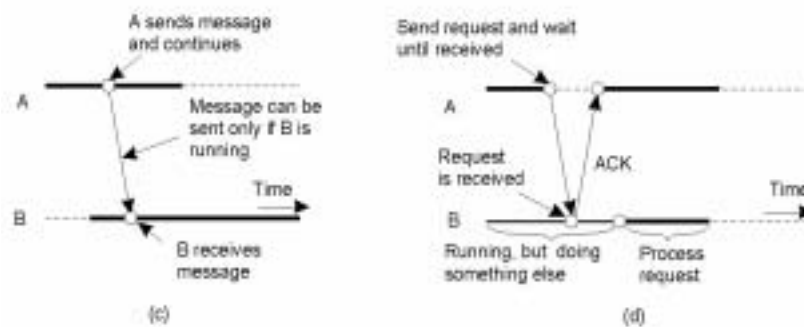 A sends message
and continues
A
Message can be
sent only if B is
running
Time
B
B receives
message
(c)
Send request and wait
until received
A
Request
is received
ACK
Time
B
Running, but doing
something else
Process
request
(d)